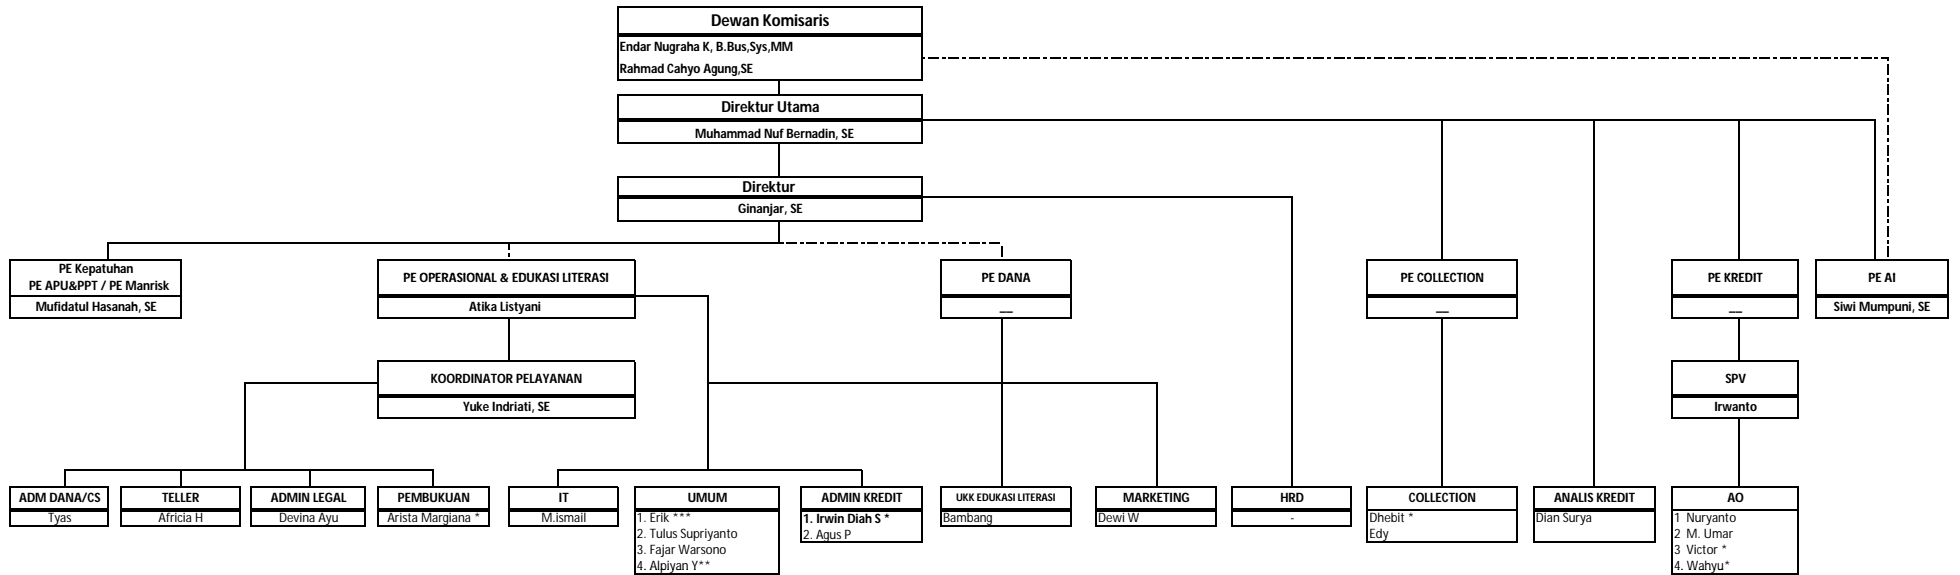 Dewan Komisaris
Endar Nugraha K, B.Bus,Sys,MM
Rahmad Cahyo Agung,SE
Direktur Utama
Muhammad Nuf Bernadin, SE
Direktur
Ginanjar, SE
PE Kepatuhan
PE APU&PPT / PE Manrisk
Mufidatul Hasanah, SE
PE OPERASIONAL & EDUKASI LITERASI
Atika Listyani
PE DANA
__
PE COLLECTION
__
PE KREDIT
__
PE AI
Siwi Mumpuni, SE
KOORDINATOR PELAYANAN
Yuke Indriati, SE
SPV
Irwanto
ADM DANA/CS
Tyas
TELLER
Africia H
ADMIN LEGAL
Devina Ayu
PEMBUKUAN
Arista Margiana *
IT
M.ismail
UMUM
1. Erik ***
2. Tulus Supriyanto
3. Fajar Warsono
4. Alpiyan Y**
ADMIN KREDIT
1. Irwin Diah S *
2. Agus P
UKK EDUKASI LITERASI
Bambang
MARKETING
Dewi W
HRD
-
COLLECTION
Dhebit *
Edy
ANALIS KREDIT
Dian Surya
AO
1 Nuryanto
2 M. Umar
3 Victor *
4. Wahyu*